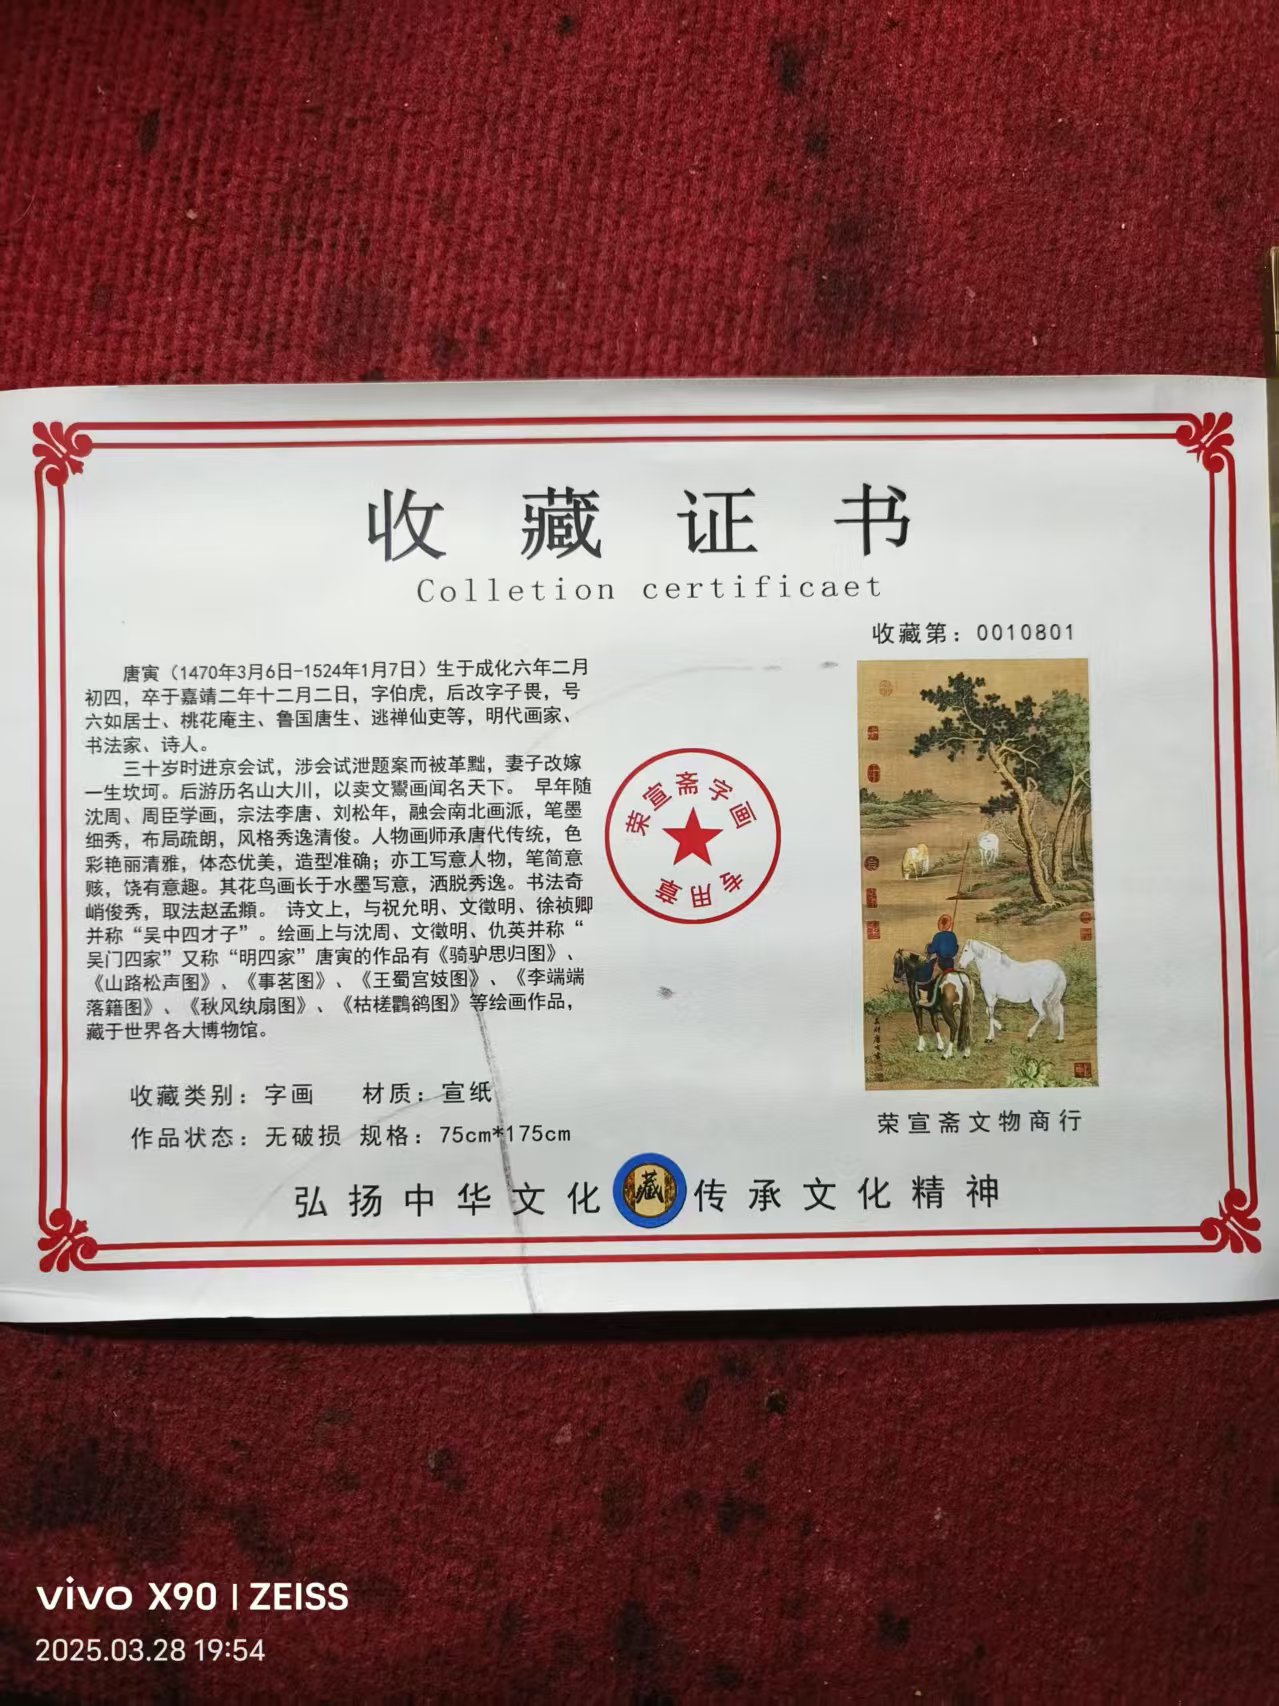 收藏证书
Colletion certificaet
收藏第：0010801
唐寅（1470年3月6日-1524年1月7日）生于成化六年二月
初四，卒于嘉靖二年十二月二日，字伯虎，后改字子畏，号
六如居士、桃花庵主、鲁国唐生、逃禅仙吏等，明代画家、
书法家、诗人。
三十岁时进京会试，涉会试泄题案而被革黜，妻子改嫁
一生坎坷。后游历名山大川，以卖文鬻画闻名天下。 早年随
沈周、周臣学画，宗法李唐、刘松年，融会南北画派，笔墨
细秀，布局疏朗，风格秀逸清俊。人物画师承唐代传统，色
彩艳丽清雅，体态优美，造型准确；亦工写意人物，笔简意
赅，饶有意趣。其花鸟画长于水墨写意，洒脱秀逸。书法奇
峭俊秀，取法赵孟頫。 诗文上，与祝允明、文徵明、徐祯卿
并称“吴中四才子”。绘画上与沈周、文徵明、仇英并称“
吴门四家”又称“明四家”唐寅的作品有《骑驴思归图》、
《山路松声图》、《事茗图》、《王蜀宫妓图》、《李端端
落籍图》、《秋风纨扇图》、《枯槎鸜鹆图》等绘画作品，
藏于世界各大博物馆。
荣宣斋字画
专用章
收藏类别：字画 材质：宣纸
作品状态：无破损 规格：75cm*175cm
荣宣斋文物商行
弘扬中华文化 藏 传承文化精神
vivo X90 | ZEISS
2025.03.28 19:54